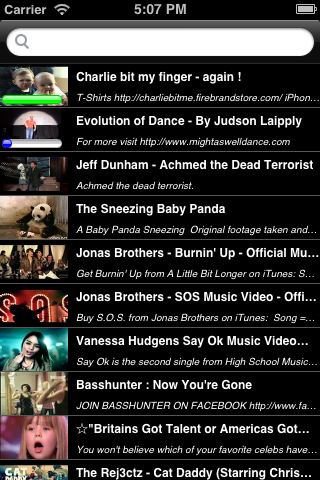 Carrier 5:07 PM
Charlie bit my finger - again !
T-Shirts http://charliebitme.firebrandstore.com/ iPhon...
Evolution of Dance - By Judson Laipply
For more visit http://www.mightaswelldance.com
Jeff Dunham - Achmed the Dead Terrorist
Achmed the dead terrorist.
The Sneezing Baby Panda
A Baby Panda Sneezing  Original footage taken and...
Jonas Brothers - Burnin' Up - Official Mu...
Get Burnin' Up from A Little Bit Longer on iTunes: S...
SOS
Jonas Brothers - SOS Music Video - Offi...
Buy S.O.S. from Jonas Brothers on iTunes:  Song =...
Vanessa Hudgens Say Ok Music Video...
Say Ok is the second single from High School Music...
Basshunter : Now You're Gone
JOIN BASSHUNTER ON FACEBOOK http://www.fa...
☆"Britains Got Talent or Americas Got...
You won't believe which of your favorite celebs have...
CAT DADDY
The Rej3ctz - Cat Daddy (Starring Chris...